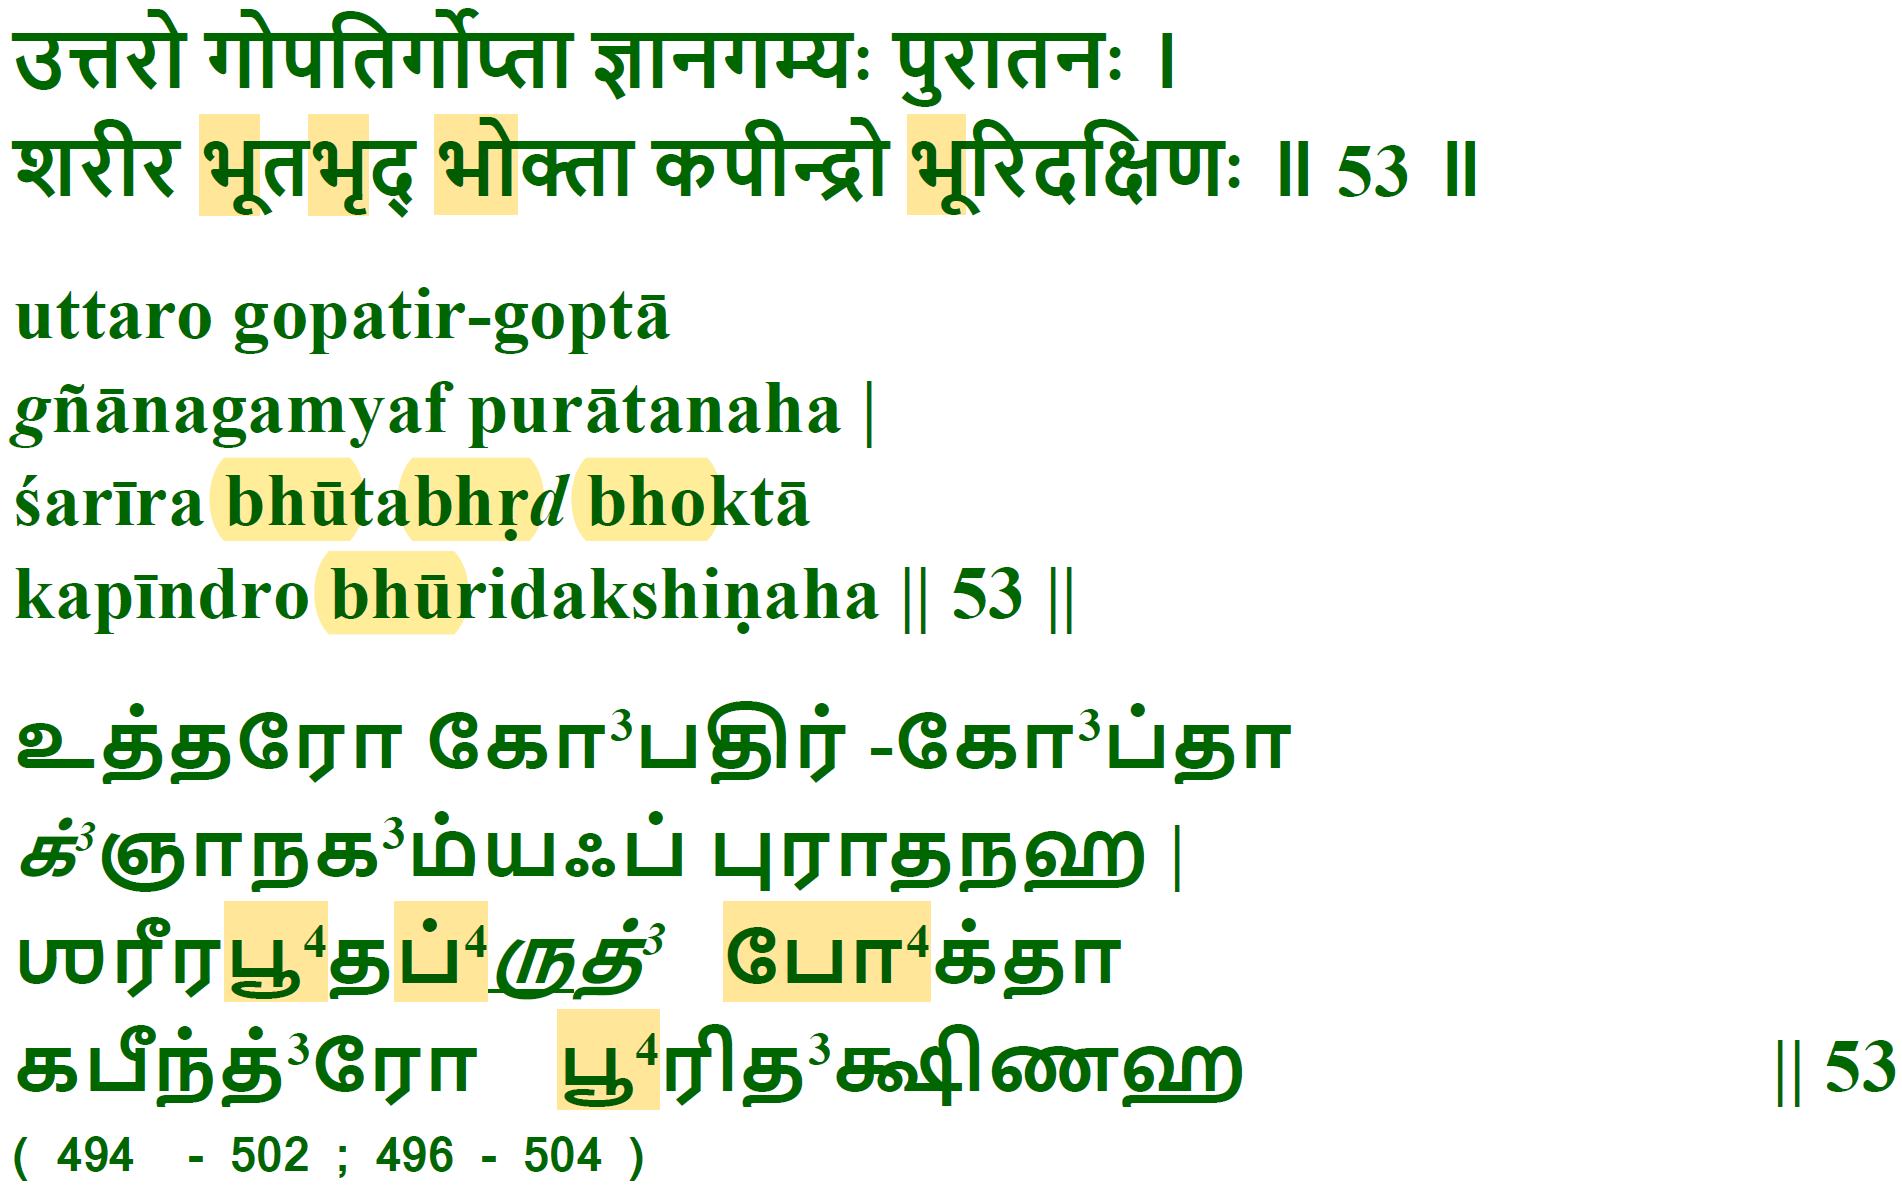 उत्तरो गोपतिर्गोप्ता ज्ञानगम्यः पुरातनः ।
शरीर भूतभृद् भोक्ता कपीन्द्रो भूरिदक्षिणः ॥ 53 ॥
uttaro gopatir-goptā
gñānagamyaf purātanaha |
śarīra bhūtabhṛd bhoktā
kapīndro bhūridakshiṇaha || 53 ||
உத்தரோ கோ³பதிர் -கோ³ப்தா
க்³ஞாநக³ம்யஃப் புராதநஹ |
ஶரீரபூ⁴தப்⁴ருத்³ போ⁴க்தா
கபீந்த்³ரோ பூ⁴ரித³க்ஷிணஹ || 53
( 494 - 502 ; 496 - 504 )